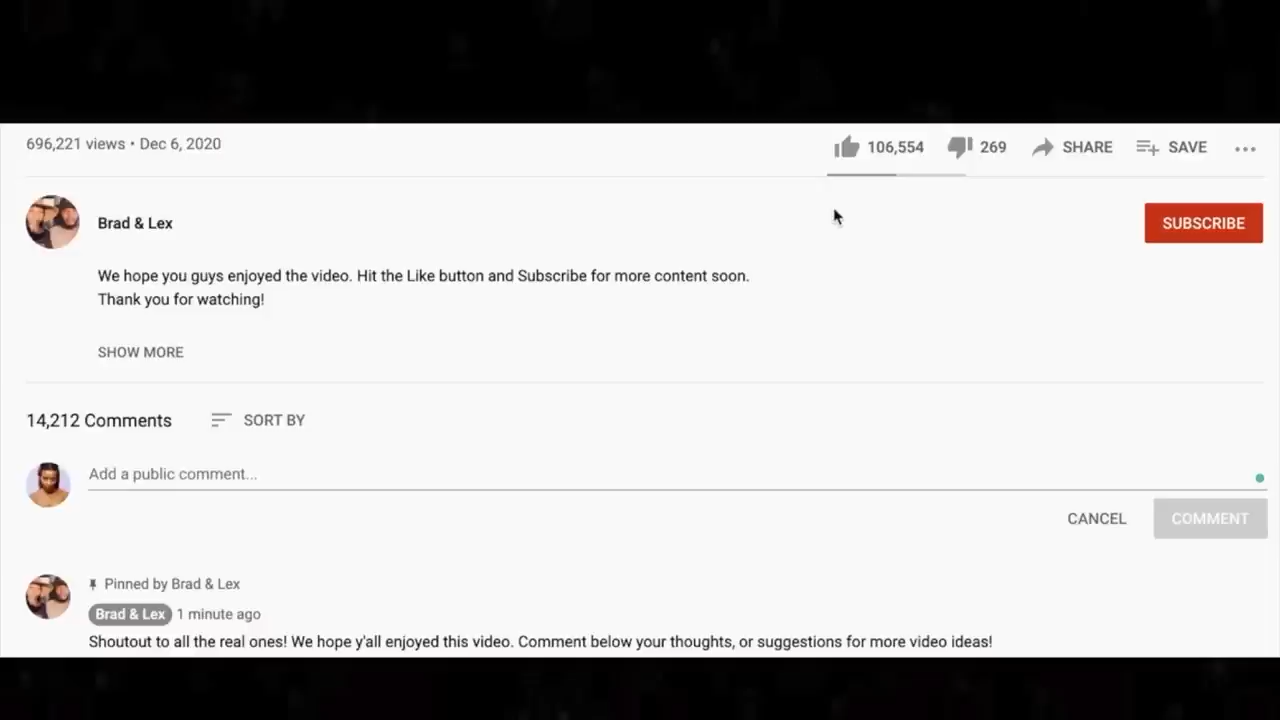 696,221 views • Dec 6, 2020
106,554
269
SHARE
SAVE
Brad & Lex
SUBSCRIBE
We hope you guys enjoyed the video. Hit the Like button and Subscribe for more content soon.
Thank you for watching!
SHOW MORE
14,212 Comments
SORT BY
Add a public comment...
CANCEL
COMMENT
Pinned by Brad & Lex
Brad & Lex 1 minute ago
Shoutout to all the real ones! We hope y'all enjoyed this video. Comment below your thoughts, or suggestions for more video ideas!